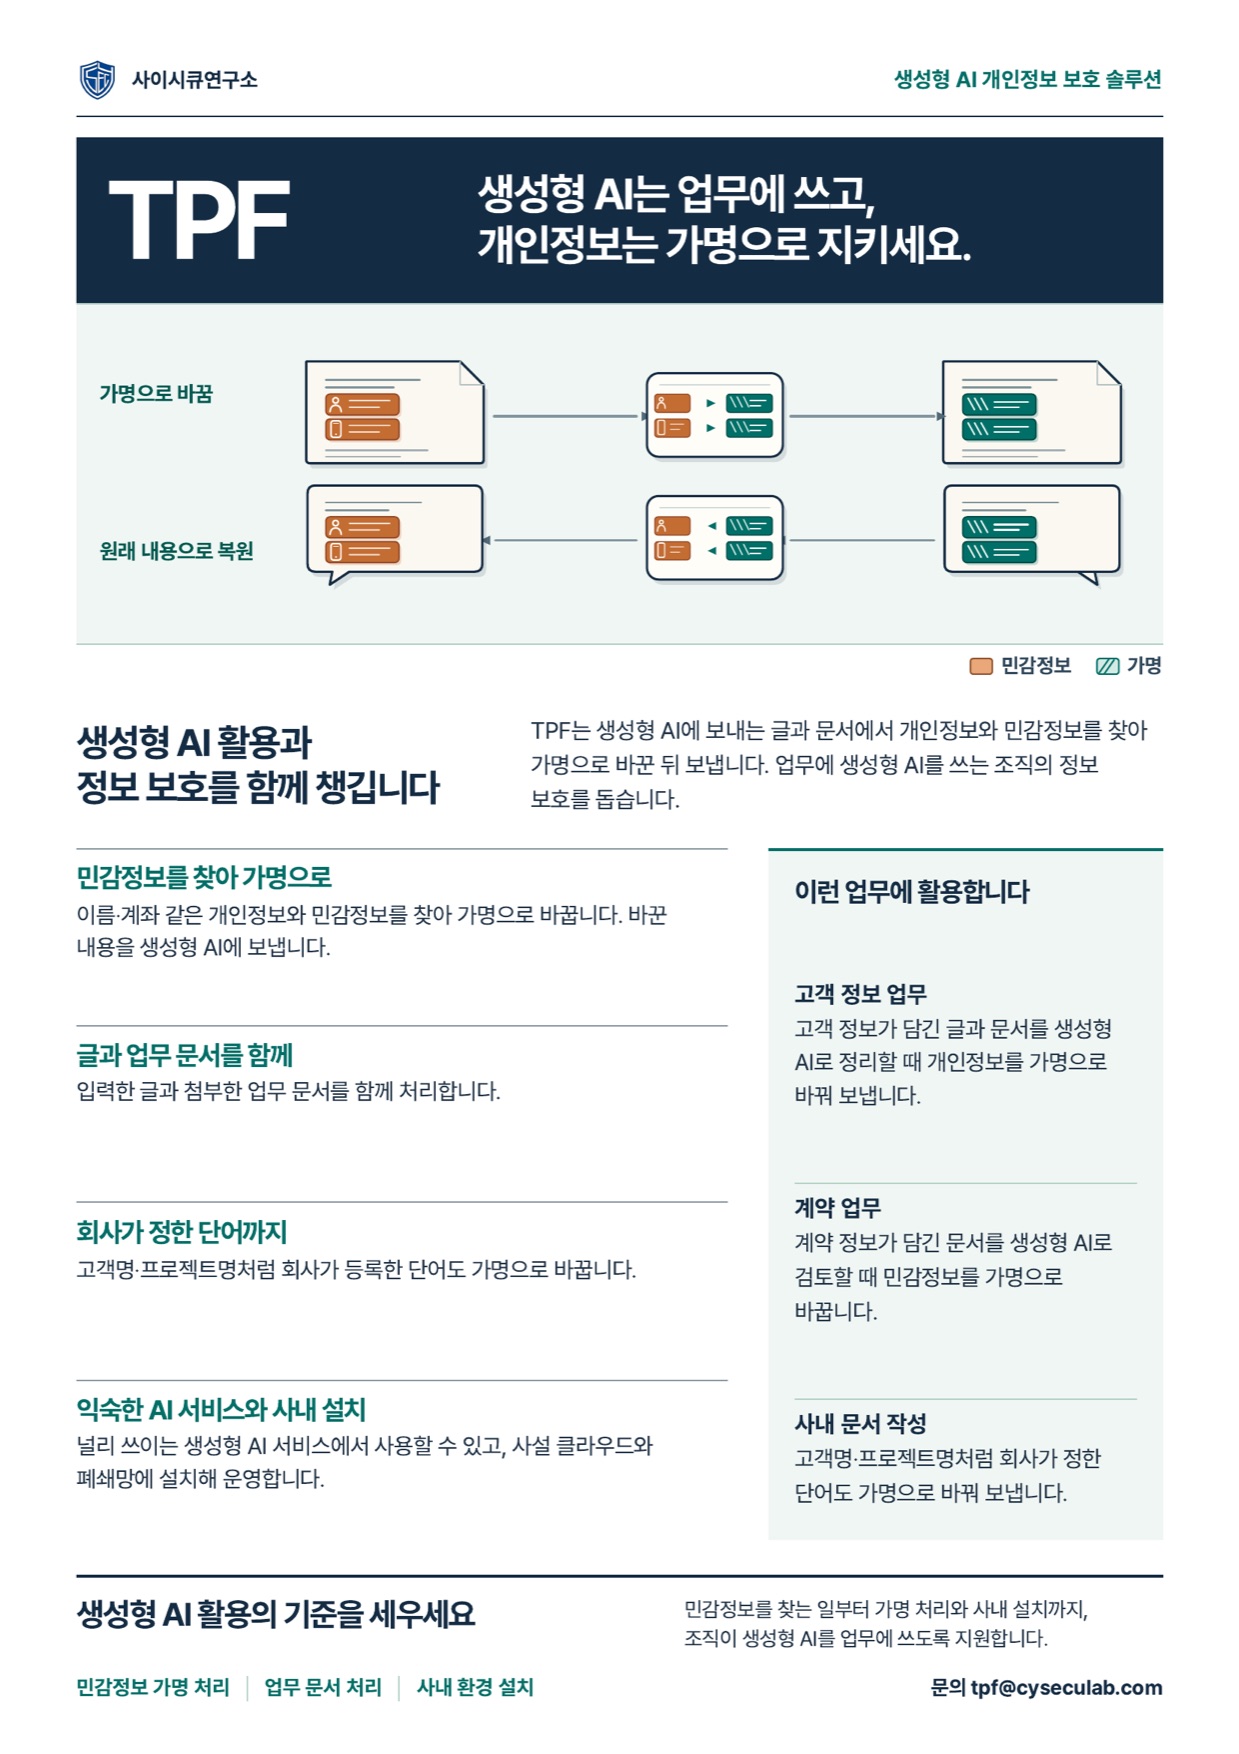 사이시큐연구소
생성형 AI 개인정보 보호 솔루션
TPF
생성형 AI는 업무에 쓰고,
개인정보는 가명으로 지키세요.
가명으로 바꿈
원래 내용으로 복원
민감정보
가명
생성형 AI 활용과
정보 보호를 함께 챙깁니다
TPF는 생성형 AI에 보내는 글과 문서에서 개인정보와 민감정보를 찾아
가명으로 바꾼 뒤 보냅니다. 업무에 생성형 AI를 쓰는 조직의 정보
보호를 돕습니다.
민감정보를 찾아 가명으로
이름·계좌 같은 개인정보와 민감정보를 찾아 가명으로 바꿉니다. 바꾼
내용을 생성형 AI에 보냅니다.
글과 업무 문서를 함께
입력한 글과 첨부한 업무 문서를 함께 처리합니다.
회사가 정한 단어까지
고객명·프로젝트명처럼 회사가 등록한 단어도 가명으로 바꿉니다.
익숙한 AI 서비스와 사내 설치
널리 쓰이는 생성형 AI 서비스에서 사용할 수 있고, 사설 클라우드와
폐쇄망에 설치해 운영합니다.
이런 업무에 활용합니다
고객 정보 업무
고객 정보가 담긴 글과 문서를 생성형
AI로 정리할 때 개인정보를 가명으로
바꿔 보냅니다.
계약 업무
계약 정보가 담긴 문서를 생성형 AI로
검토할 때 민감정보를 가명으로
바꿉니다.
사내 문서 작성
고객명·프로젝트명처럼 회사가 정한
단어도 가명으로 바꿔 보냅니다.
생성형 AI 활용의 기준을 세우세요
민감정보를 찾는 일부터 가명 처리와 사내 설치까지,
조직이 생성형 AI를 업무에 쓰도록 지원합니다.
민감정보 가명 처리
업무 문서 처리
사내 환경 설치
문의 tpf@cyseculab.com